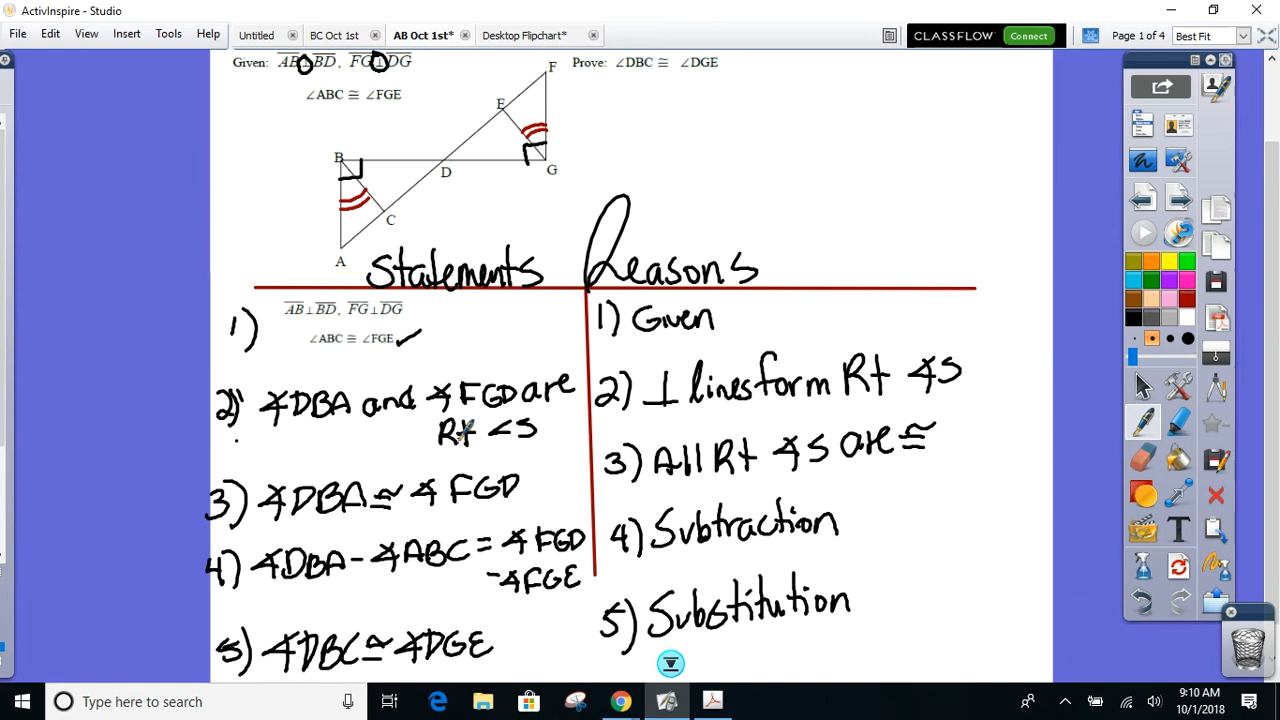 ActivInspire - Studio
File Edit View Insert Tools Help
Untitled
BC Oct 1st
AB Oct 1st*
Desktop Flipchart*
CLASSFLOW Connect
Page 1 of 4
Best Fit
Given: AB⊥BD, FG⊥DG
Prove: ∠DBC ≅ ∠DGE
∠ABC ≅ ∠FGE
F
E
B
D
G
C
A
Statements
Reasons
1) AB⊥BD, FG⊥DG
∠ABC ≅ ∠FGE ✓
1) Given
2) ∡DBA and ∡FGD are
Rt <s
2) ⊥ lines form Rt ∡s
3) ∡DBA ≅ ∡FGD
3) All Rt ∡s are ≅
4) ∡DBA - ∡ABC = ∡FGD
-∡FGE
4) Subtraction
5) ∡DBC ≅ ∡DGE
5) Substitution
Type here to search
9:10 AM
10/1/2018